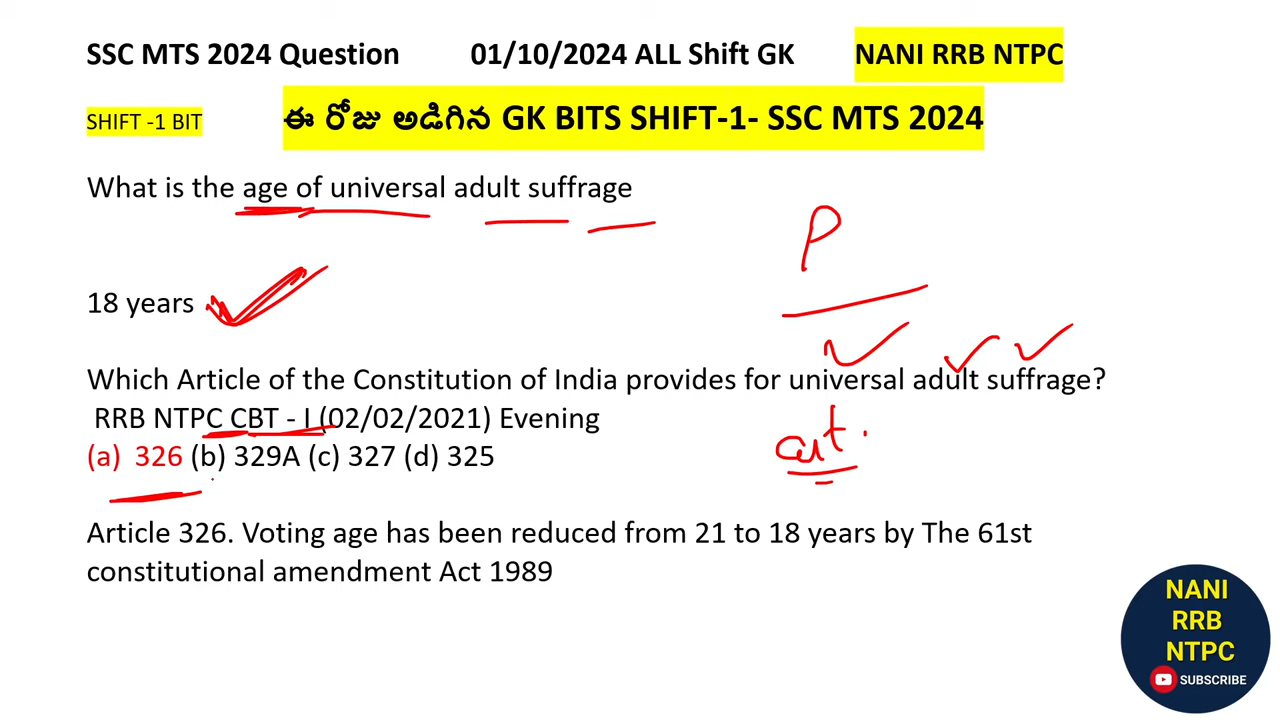 SSC MTS 2024 Question 01/10/2024 ALL Shift GK NANI RRB NTPC
SHIFT -1 BIT ఈ రోజు అడిగిన GK BITS SHIFT-1- SSC MTS 2024
What is the age of universal adult suffrage
P
18 years
Which Article of the Constitution of India provides for universal adult suffrage?
RRB NTPC CBT - I (02/02/2021) Evening
(a) 326 (b) 329A (c) 327 (d) 325
Article 326. Voting age has been reduced from 21 to 18 years by The 61st
constitutional amendment Act 1989
NANI
RRB
NTPC
SUBSCRIBE